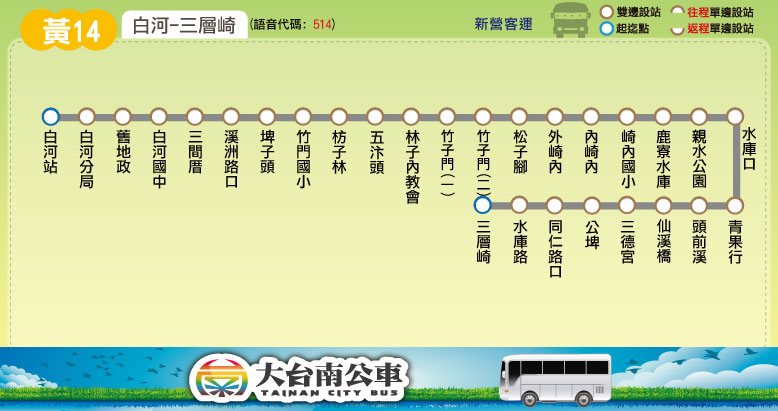 黃14
白河-三層崎
(語音代碼: 514)
新營客運
雙邊設站
往程單邊設站
起迄點
返程單邊設站
白河站
白河分局
舊地政
白河國中
三間厝
溪洲路口
埤子頭
竹門國小
枋子林
五汴頭
林子內教會
竹子門(一)
竹子門(二)
松子腳
外崎內
內崎內
崎內國小
鹿寮水庫
親水公園
水庫口
青果行
頭前溪
仙溪橋
三德宮
公埤
同仁路口
水庫路
三層崎
大台南公車
TAINAN CITY BUS